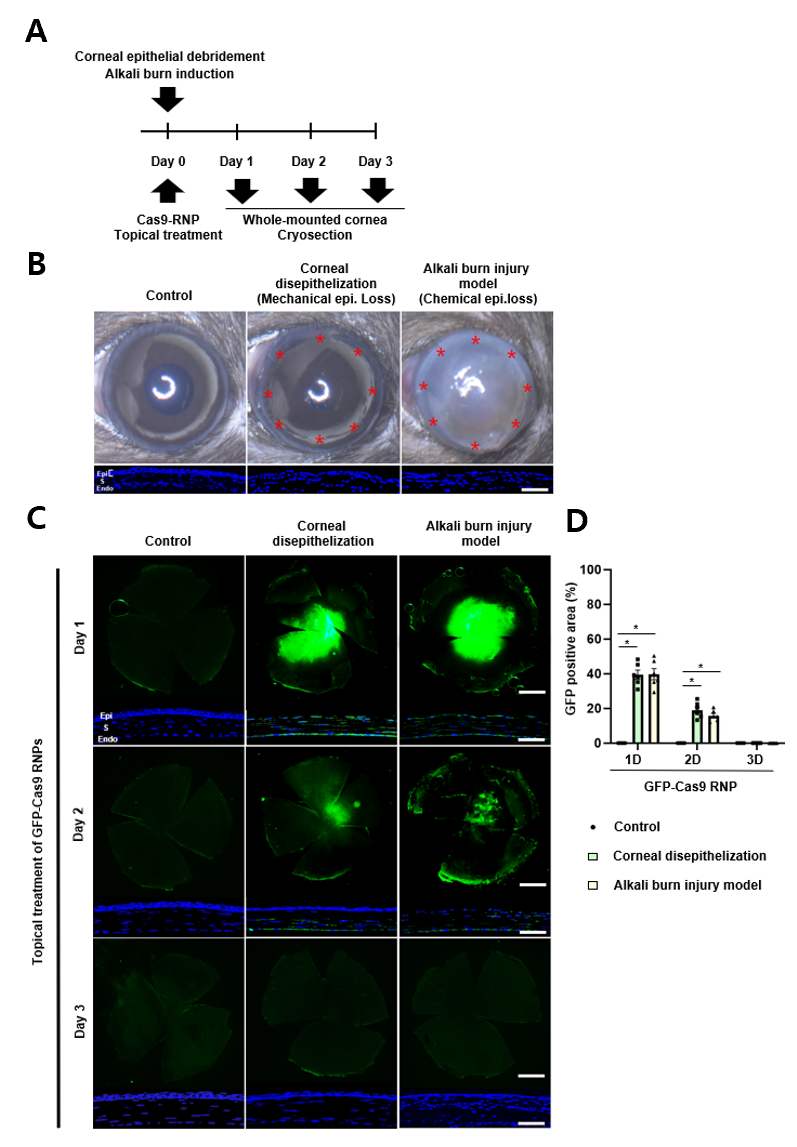 A
Corneal epithelial debridement
Alkali burn induction
Day 0
Day 1
Day 2
Day 3
Cas9-RNP
Topical treatment
Whole-mounted cornea
Cryosection
B
Control
Corneal
disepithelization
(Mechanical epi. Loss)
Alkali burn injury
model
(Chemical epi.loss)
* * * * * * * *
* * * * * * * *
Epi
S
Endo
C
Control
Corneal
disepithelization
Alkali burn injury
model
Topical treatment of GFP-Cas9 RNPs
Day 1
Epi
S
Endo
Day 2
Day 3
D
GFP positive area (%)
100
80
60
40
20
0
*
*
*
*
1D
2D
3D
GFP-Cas9 RNP
Control
Corneal disepithelization
Alkali burn injury model